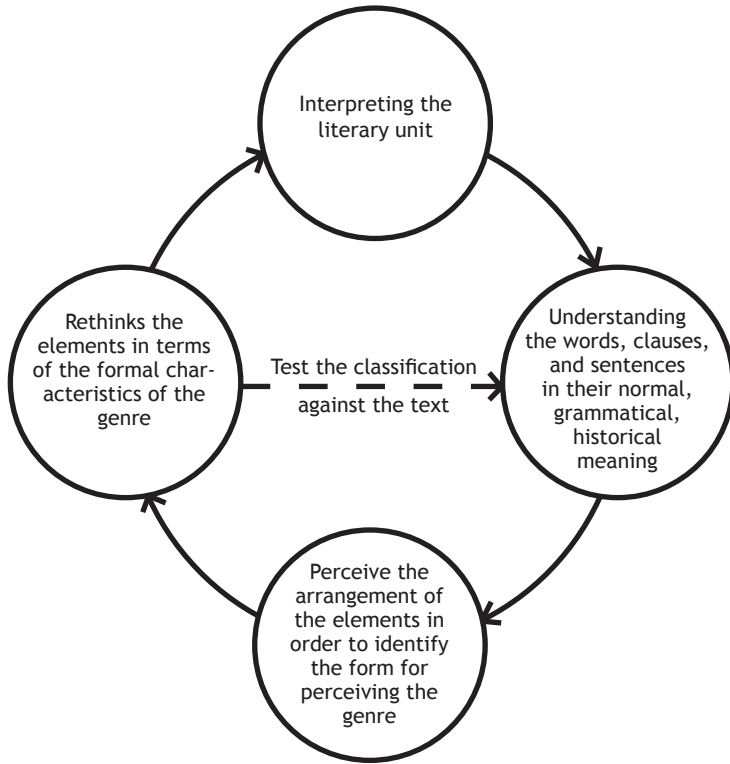 Interpreting the
literary unit
Rethinks the
elements in terms
of the formal char-
acteristics of the
genre
Test the classification
against the text
Understanding
the words, clauses,
and sentences
in their normal,
grammatical,
historical
meaning
Perceive the
arrangement of
the elements in
order to identify
the form for
perceiving the
genre